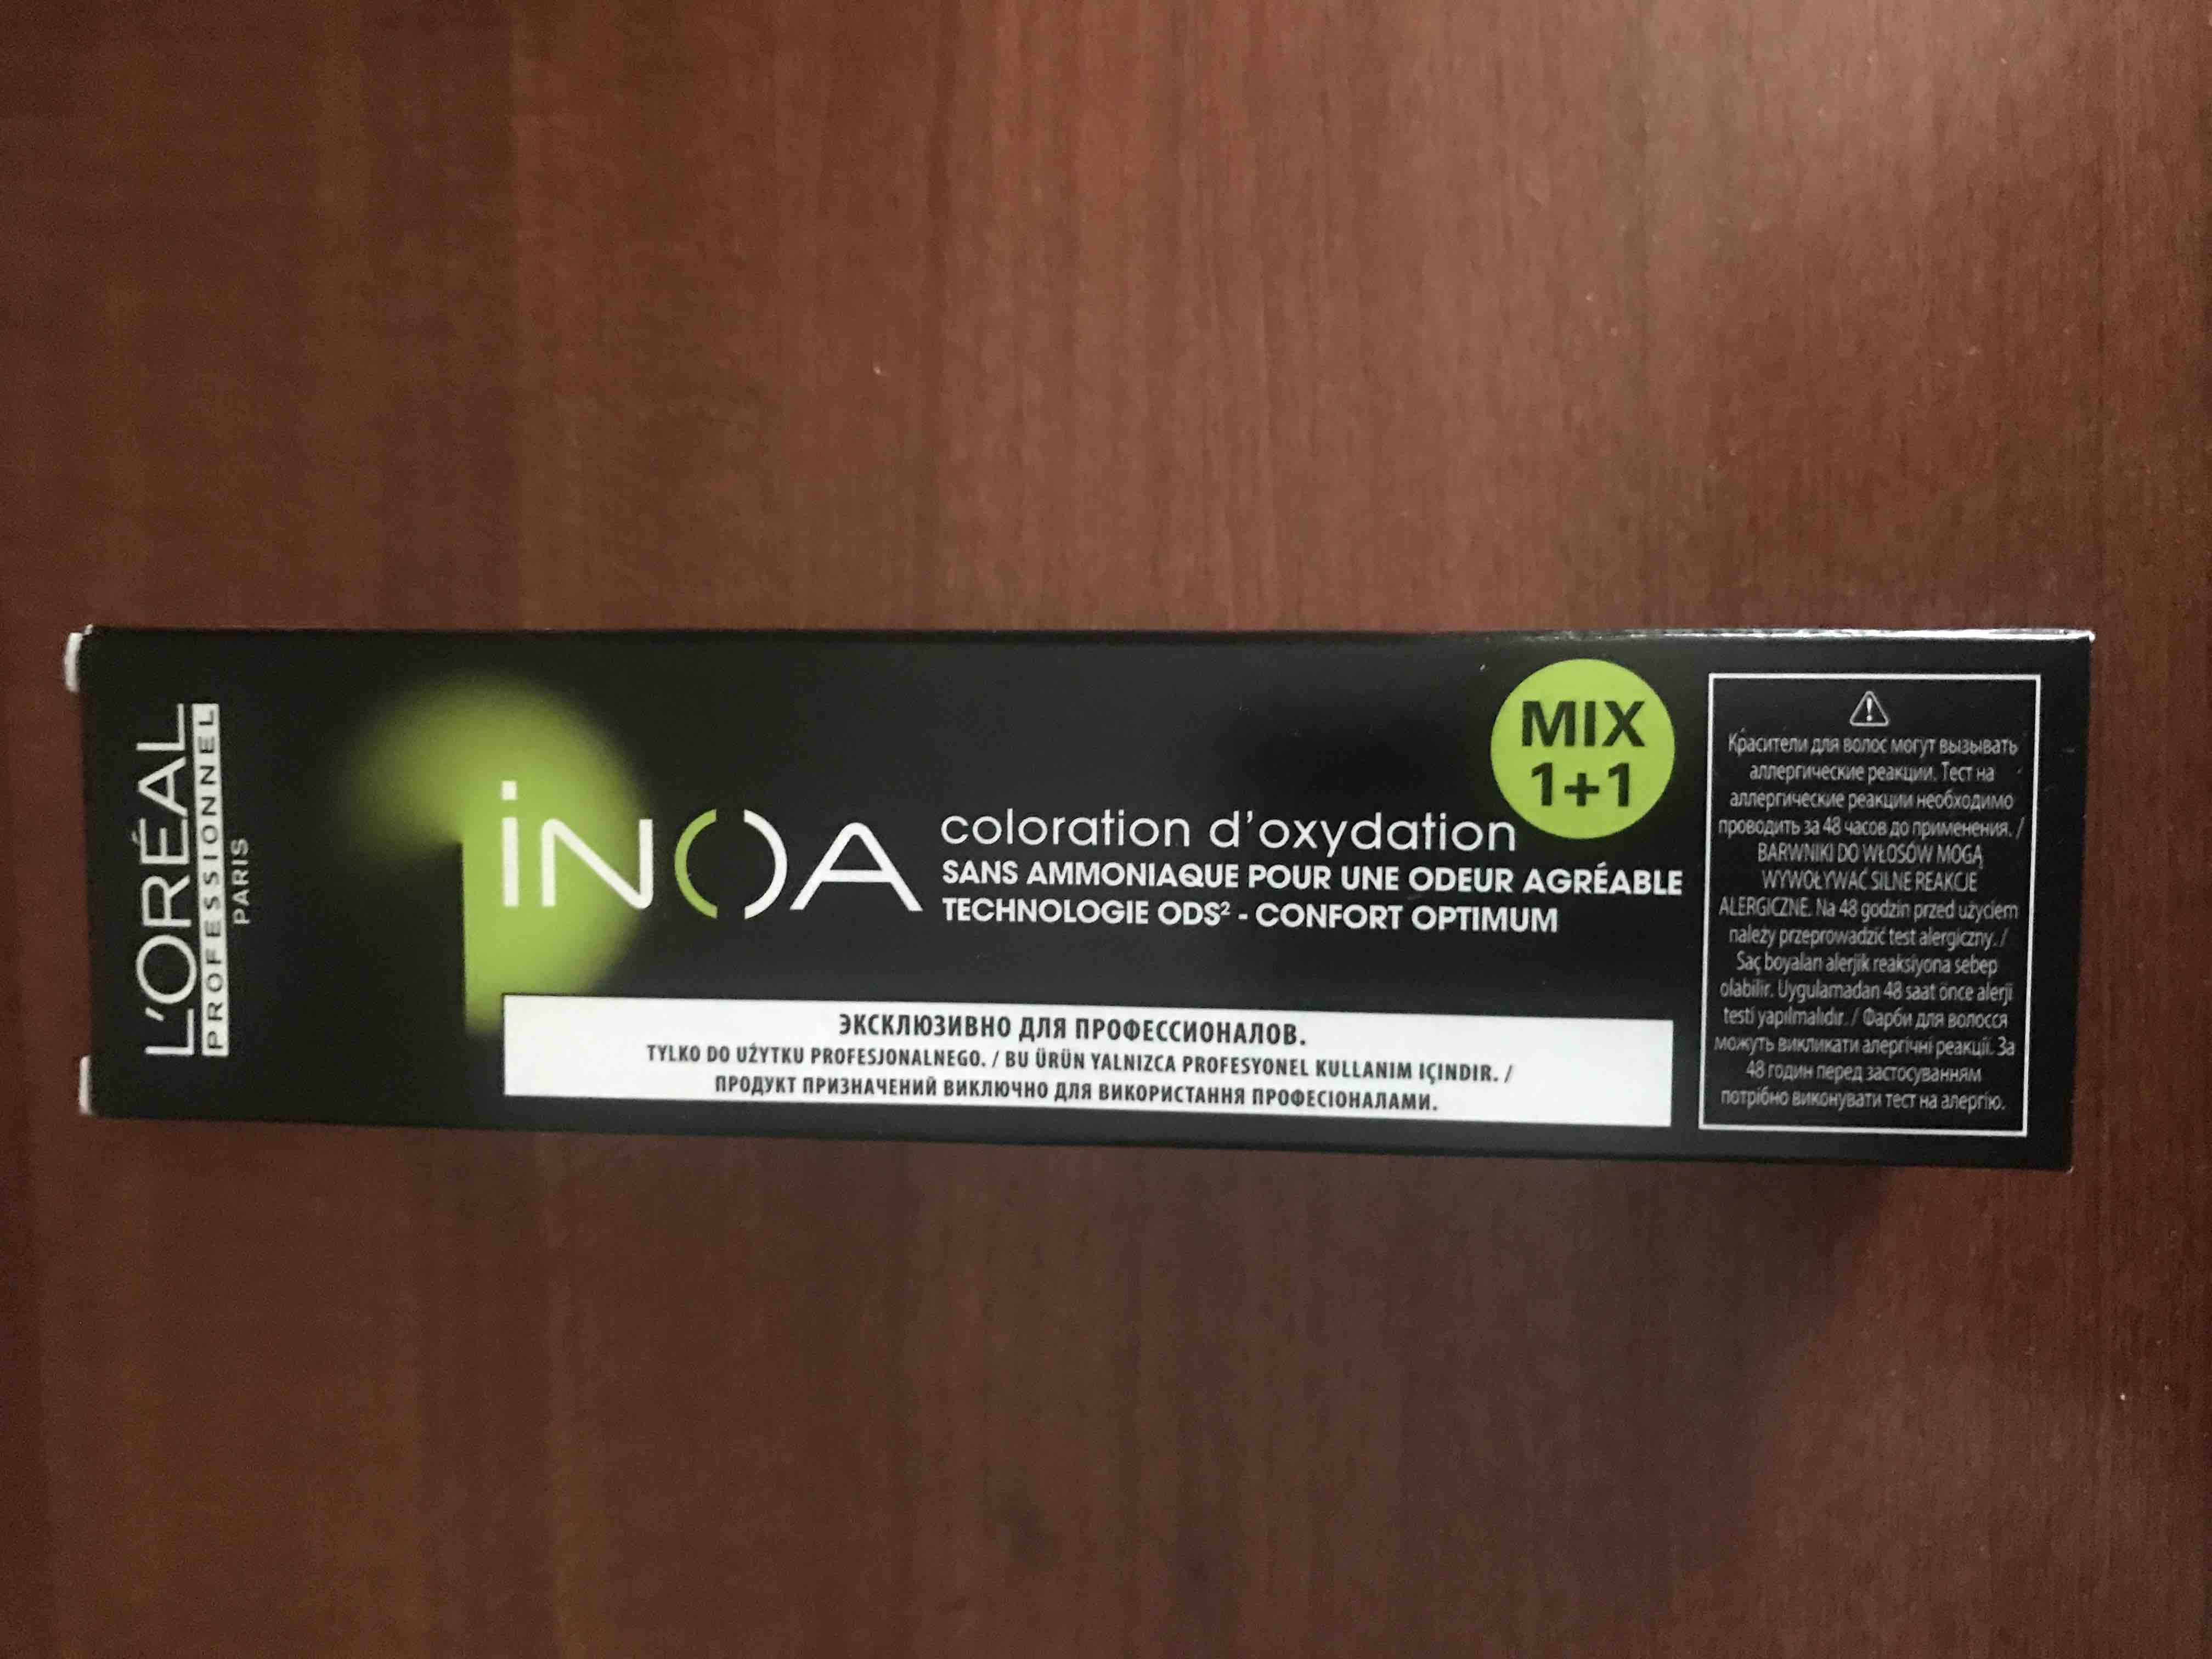 L'ORÉAL
PROFESSIONNEL
PARIS
iNOA
coloration d'oxydation
SANS AMMONIAQUE POUR UNE ODEUR AGRÉABLE
TECHNOLOGIE ODS² - CONFORT OPTIMUM
MIX
1+1
ЭКСКЛЮЗИВНО ДЛЯ ПРОФЕССИОНАЛОВ.
TYLKO DO UŻYTKU PROFESJONALNEGO. / BU ÜRÜN YALNIZCA PROFESYONEL KULLANIM IÇINDIR. /
ПРОДУКТ ПРИЗНАЧЕНИЙ ВИКЛЮЧНО ДЛЯ ВИКОРИСТАННЯ ПРОФЕСІОНАЛАМИ.
Красители для волос могут вызывать
аллергические реакции. Тест на
аллергические реакции необходимо
проводить за 48 часов до применения. /
BARWNIKI DO WŁOSÓW MOGĄ
WYWOŁYWAĆ SILNE REAKCJE
ALERGICZNE. Na 48 godzin przed użyciem
należy przeprowadzić test alergiczny. /
Saç boyaları alerjik reaksiyona sebep
olabilir. Uygulamadan 48 saat önce alerji
testi yapılmalıdır. / Фарби для волосся
можуть викликати алергічні реакції. За
48 годин перед застосуванням
потрібно виконувати тест на алергію.